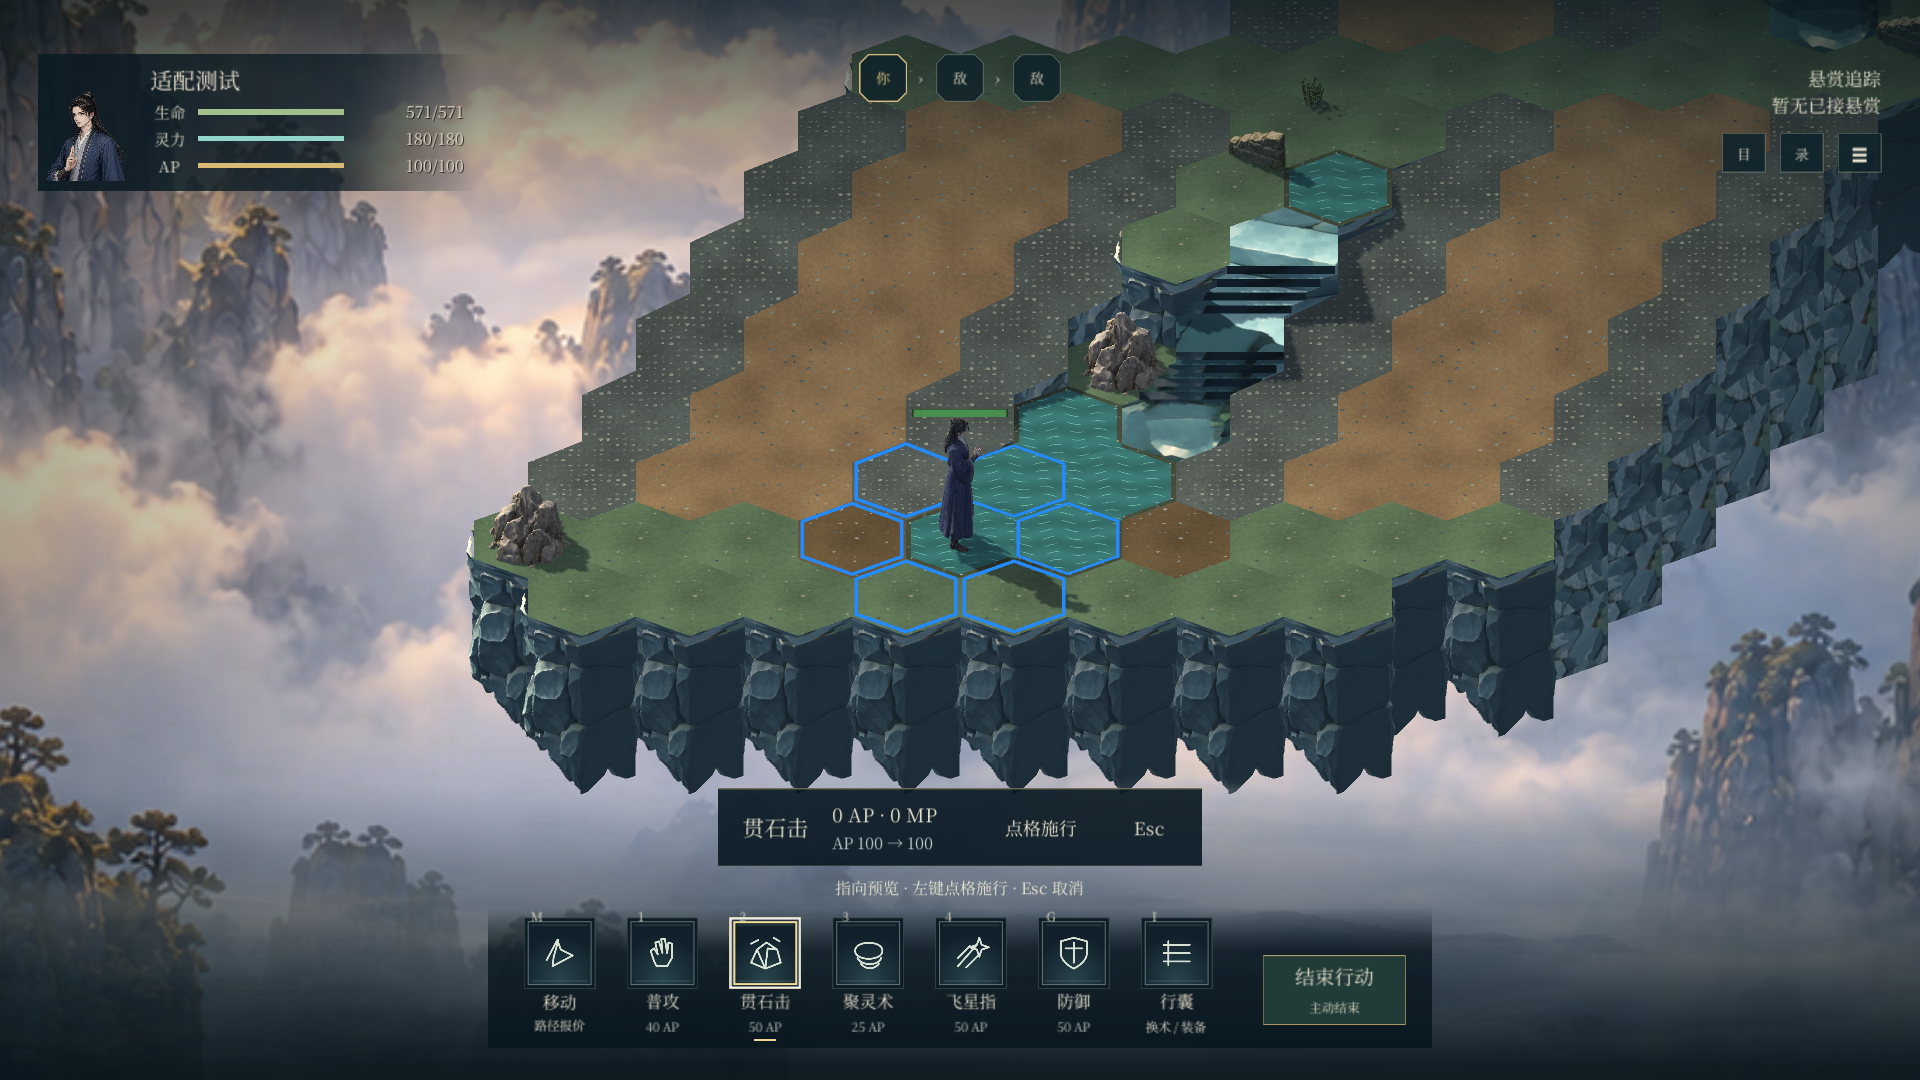 适配测试
生命 571/571
灵力 180/180
AP 100/100
你 › 敌 › 敌
悬赏追踪
暂无已接悬赏
目 录
贯石击
0 AP · 0 MP
AP 100 → 100
点格施行
Esc
指向预览 · 左键点格施行 · Esc 取消
M 1 2 3 4 G I
移动 普攻 贯石击 聚灵术 飞星指 防御 行囊
路径报价 40 AP 50 AP 25 AP 50 AP 50 AP 换术 / 装备
结束行动
主动结束